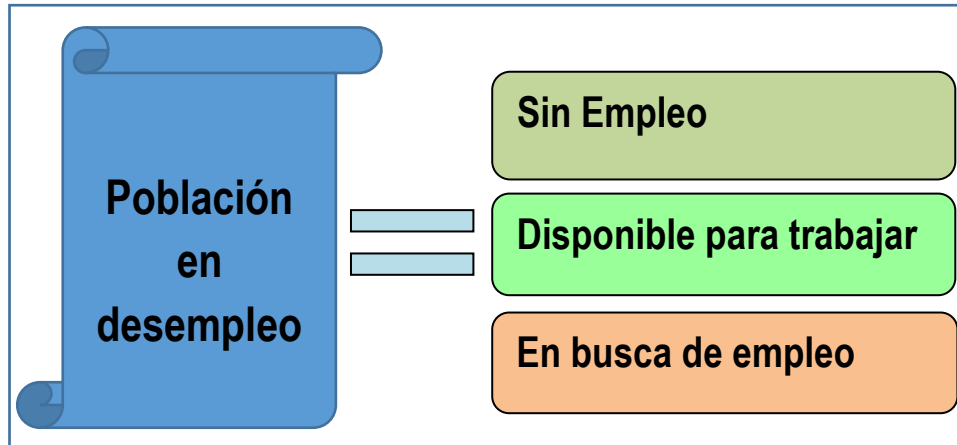 Población
en
desempleo
Sin Empleo
Disponible para trabajar
En busca de empleo